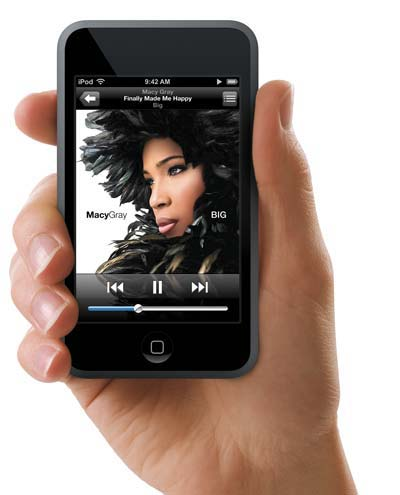 iPod 9:42 AM
Macy Gray
Finally Made Me Happy
Big
MacyGray BIG